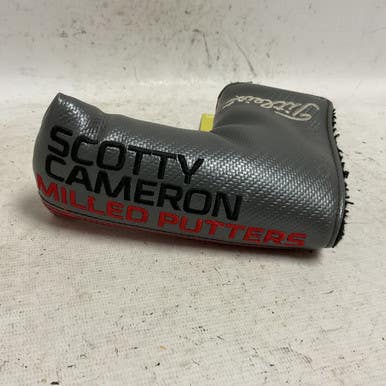 SCOTTY
CAMERON
MILLED PUTTERS
Titleist